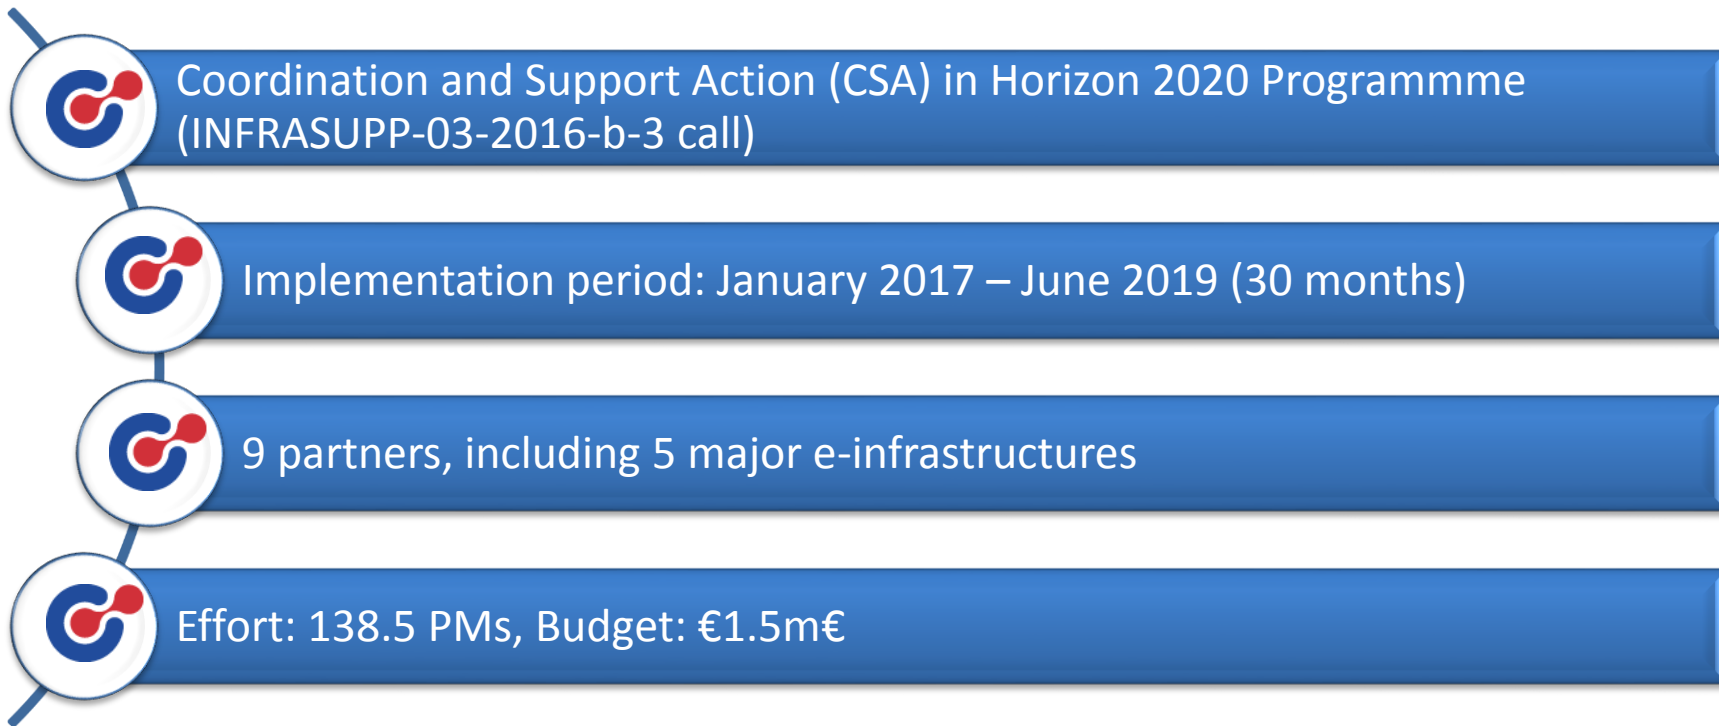 Coordination and Support Action (CSA) in Horizon 2020 Programmme
(INFRASUPP-03-2016-b-3 call)
Implementation period: January 2017 – June 2019 (30 months)
9 partners, including 5 major e-infrastructures
Effort: 138.5 PMs, Budget: €1.5m€